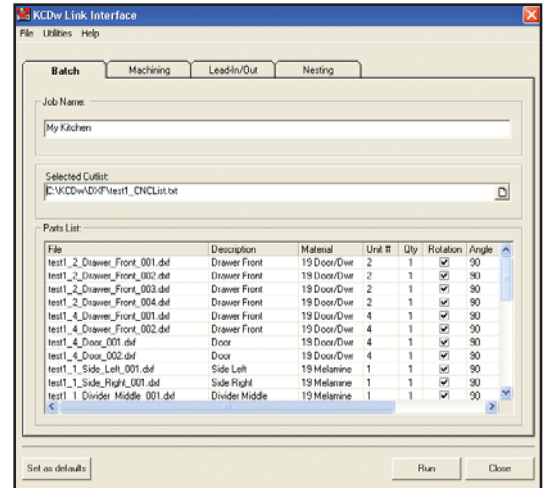 KCDw Link Interface
File Utilities Help
Batch Machining Lead-In/Out Nesting
Job Name:
My Kitchen
Selected Cutlist:
C:\KCDw\DXF\test1_CNCList.txt
Parts List:
File Description Material Unit # Qty Rotation Angle
test1_2_Drawer_Front_001.dxf Drawer Front 19 Door/Dwr 2 1 90
test1_2_Drawer_Front_002.dxf Drawer Front 19 Door/Dwr 2 1 90
test1_2_Drawer_Front_003.dxf Drawer Front 19 Door/Dwr 2 1 90
test1_2_Drawer_Front_004.dxf Drawer Front 19 Door/Dwr 2 1 90
test1_4_Drawer_Front_001.dxf Drawer Front 19 Door/Dwr 4 1 90
test1_4_Drawer_Front_002.dxf Drawer Front 19 Door/Dwr 4 1 90
test1_4_Door_001.dxf Door 19 Door/Dwr 4 1 90
test1_4_Door_002.dxf Door 19 Door/Dwr 4 1 90
test1_1_Side_Left_001.dxf Side Left 19 Melamine 1 1 90
test1_1_Side_Right_001.dxf Side Right 19 Melamine 1 1 90
test1_1_Divider_Middle_001.dxf Divider Middle 19 Melamine 1 1 90
Set as defaults Run Close